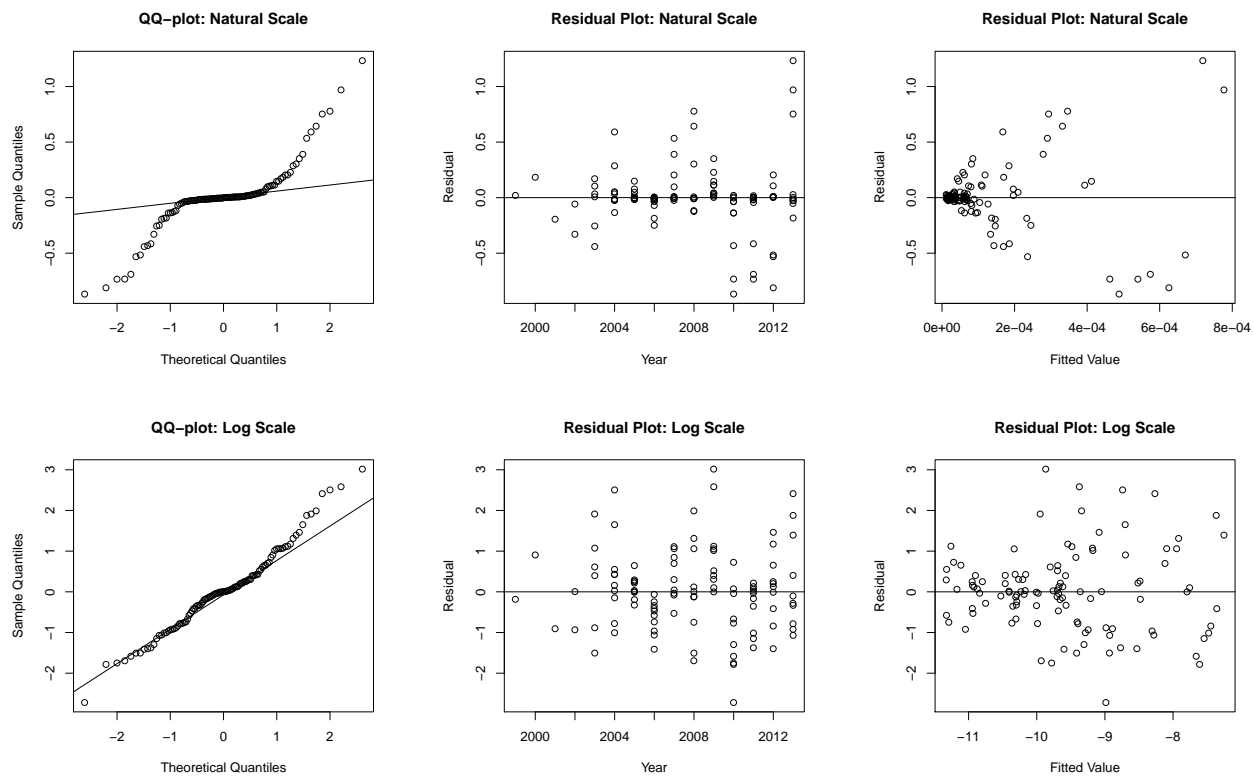 QQ−plot: Natural Scale
Sample Quantiles
1.0
0.5
0.0
−0.5
−2 −1 0 1 2
Theoretical Quantiles
Residual Plot: Natural Scale
Residual
1.0
0.5
0.0
−0.5
2000 2004 2008 2012
Year
Residual Plot: Natural Scale
Residual
1.0
0.5
0.0
−0.5
0e+00 2e−04 4e−04 6e−04 8e−04
Fitted Value
QQ−plot: Log Scale
Sample Quantiles
3
2
1
0
−1
−2
−2 −1 0 1 2
Theoretical Quantiles
Residual Plot: Log Scale
Residual
3
2
1
0
−1
−2
2000 2004 2008 2012
Year
Residual Plot: Log Scale
Residual
3
2
1
0
−1
−2
−11 −10 −9 −8
Fitted Value